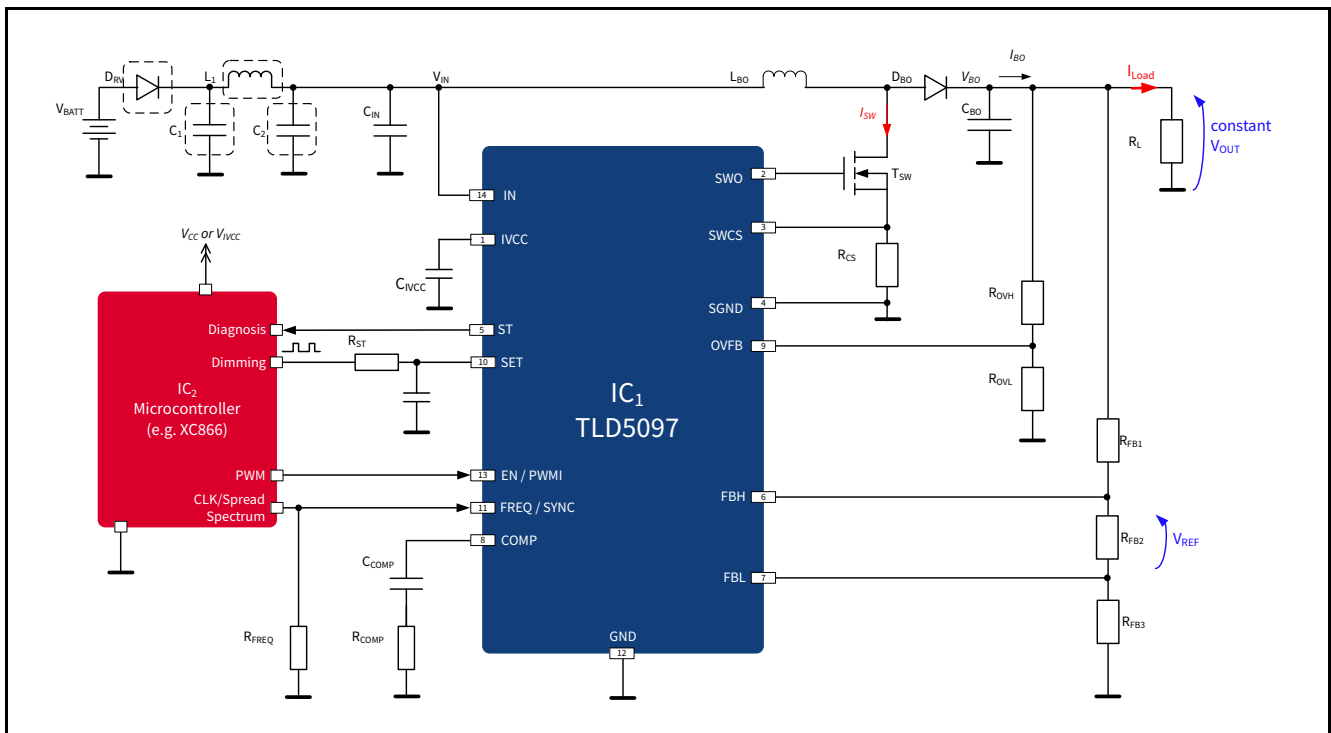 I_BO
D_RV
L_1
V_IN
L_BO
D_BO
V_BO
I_Load
V_BATT
C_1
C_2
C_IN
I_SW
C_BO
R_L
constant
V_OUT
SWO
2
T_SW
14
IN
V_CC or V_IVCC
1
IVCC
SWCS
3
R_CS
C_IVCC
R_OVH
SGND
4
Diagnosis
5
ST
R_ST
OVFB
9
Dimming
10
SET
R_OVL
IC_2
Microcontroller
(e.g. XC866)
IC_1
TLD5097
R_FB1
PWM
13
EN / PWMI
CLK/Spread
Spectrum
11
FREQ / SYNC
FBH
6
8
COMP
R_FB2
V_REF
C_COMP
FBL
7
R_FB3
R_FREQ
R_COMP
GND
12